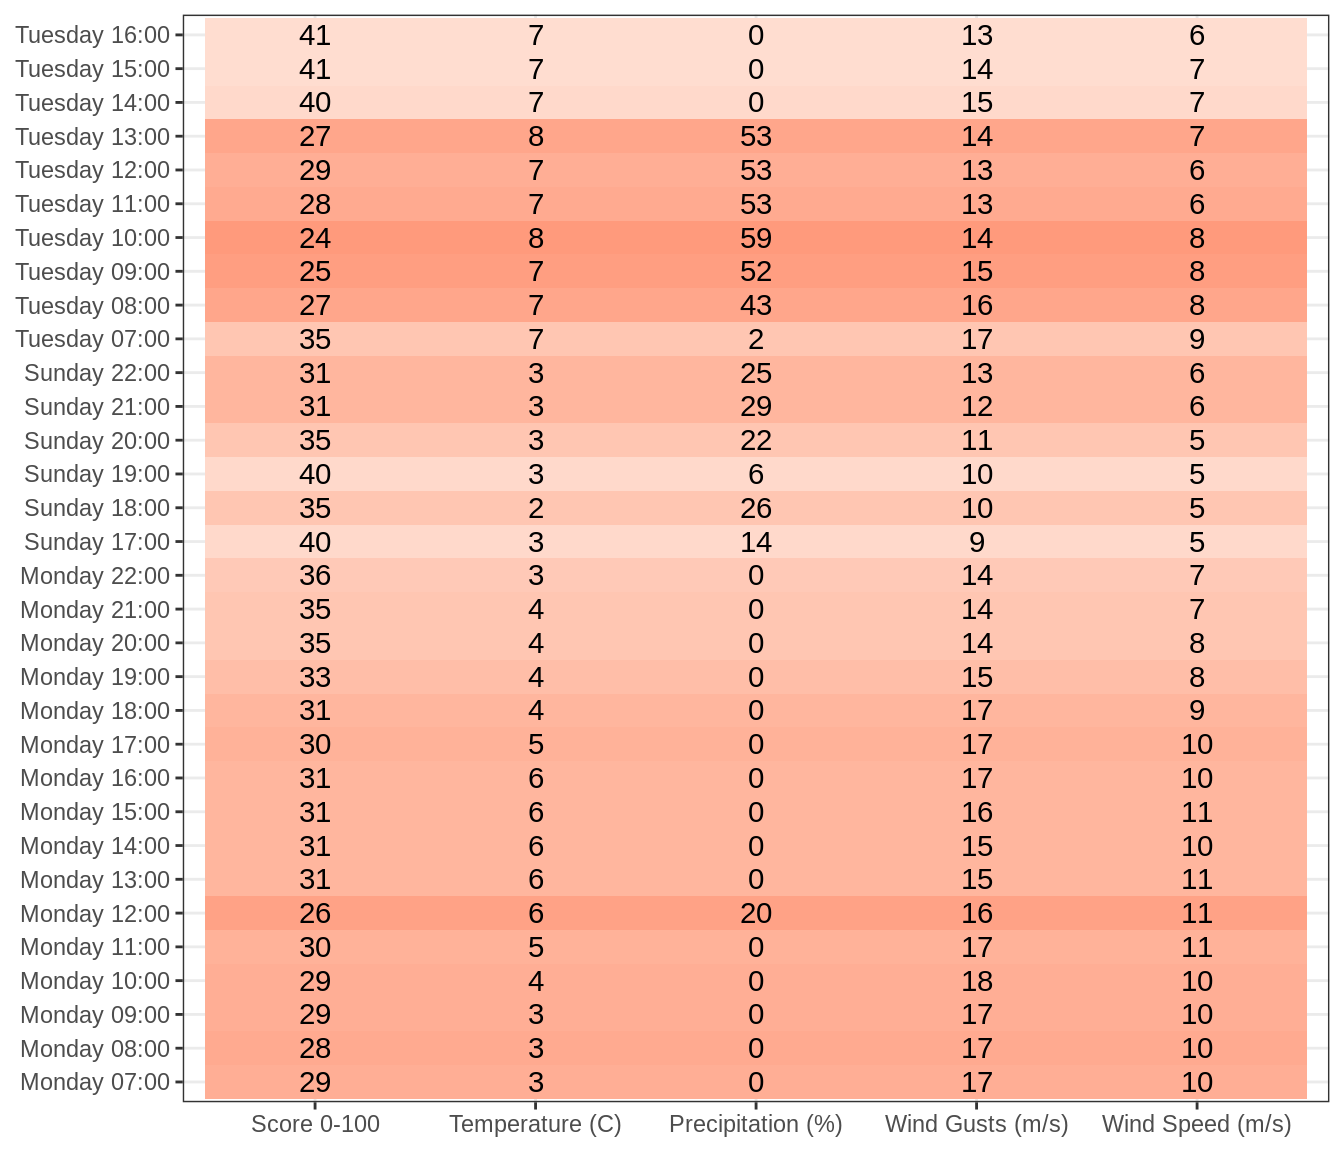 Tuesday 16:00 41 7 0 13 6
Tuesday 15:00 41 7 0 14 7
Tuesday 14:00 40 7 0 15 7
Tuesday 13:00 27 8 53 14 7
Tuesday 12:00 29 7 53 13 6
Tuesday 11:00 28 7 53 13 6
Tuesday 10:00 24 8 59 14 8
Tuesday 09:00 25 7 52 15 8
Tuesday 08:00 27 7 43 16 8
Tuesday 07:00 35 7 2 17 9
Sunday 22:00 31 3 25 13 6
Sunday 21:00 31 3 29 12 6
Sunday 20:00 35 3 22 11 5
Sunday 19:00 40 3 6 10 5
Sunday 18:00 35 2 26 10 5
Sunday 17:00 40 3 14 9 5
Monday 22:00 36 3 0 14 7
Monday 21:00 35 4 0 14 7
Monday 20:00 35 4 0 14 8
Monday 19:00 33 4 0 15 8
Monday 18:00 31 4 0 17 9
Monday 17:00 30 5 0 17 10
Monday 16:00 31 6 0 17 10
Monday 15:00 31 6 0 16 11
Monday 14:00 31 6 0 15 10
Monday 13:00 31 6 0 15 11
Monday 12:00 26 6 20 16 11
Monday 11:00 30 5 0 17 11
Monday 10:00 29 4 0 18 10
Monday 09:00 29 3 0 17 10
Monday 08:00 28 3 0 17 10
Monday 07:00 29 3 0 17 10
Score 0-100 Temperature (C) Precipitation (%) Wind Gusts (m/s) Wind Speed (m/s)